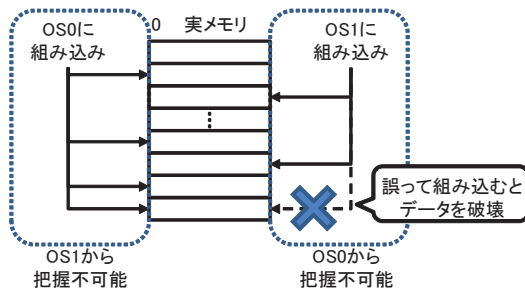 OS0に
組み込み
0 実メモリ
OS1に
組み込み
誤って組み込むと
データを破壊
OS1から
把握不可能
OS0から
把握不可能